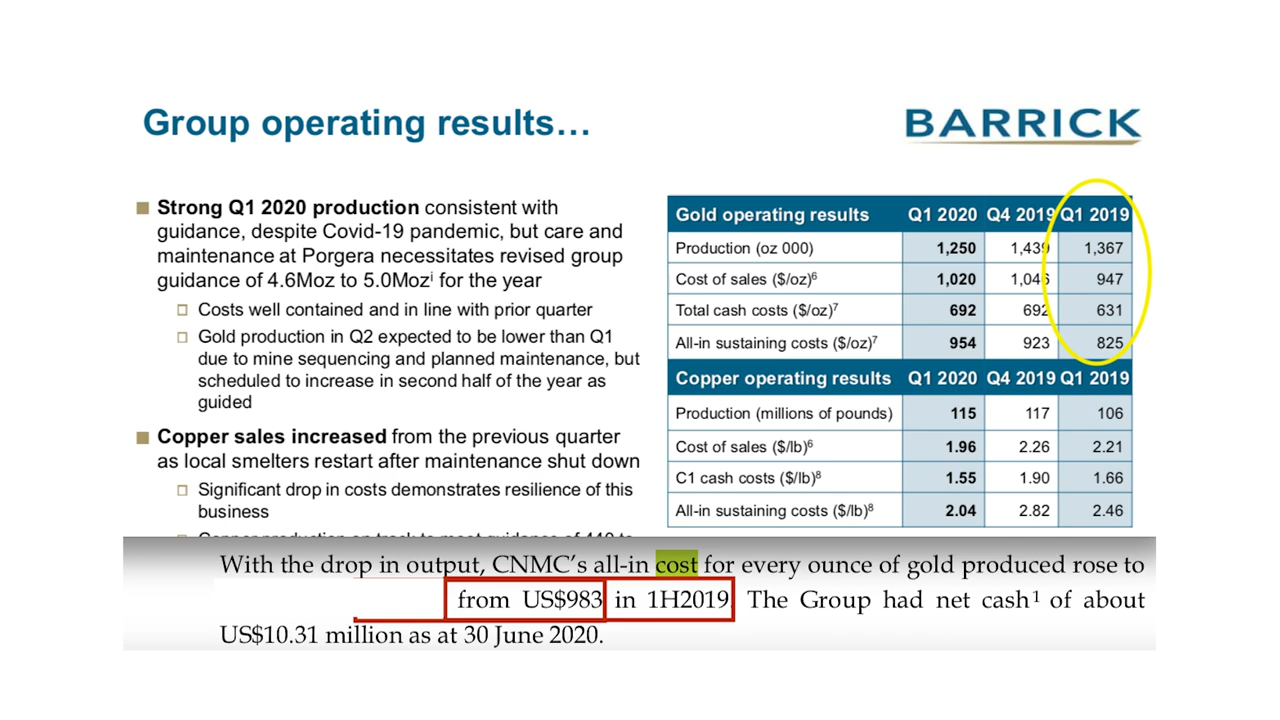 Group operating results…
BARRICK
■ Strong Q1 2020 production consistent with
guidance, despite Covid-19 pandemic, but care and
maintenance at Porgera necessitates revised group
guidance of 4.6Moz to 5.0Mozⁱ for the year
□ Costs well contained and in line with prior quarter
□ Gold production in Q2 expected to be lower than Q1
due to mine sequencing and planned maintenance, but
scheduled to increase in second half of the year as
guided
■ Copper sales increased from the previous quarter
as local smelters restart after maintenance shut down
□ Significant drop in costs demonstrates resilience of this
business
Gold operating results Q1 2020 Q4 2019 Q1 2019
Production (oz 000) 1,250 1,439 1,367
Cost of sales ($/oz)⁶ 1,020 1,046 947
Total cash costs ($/oz)⁷ 692 692 631
All-in sustaining costs ($/oz)⁷ 954 923 825
Copper operating results Q1 2020 Q4 2019 Q1 2019
Production (millions of pounds) 115 117 106
Cost of sales ($/lb)⁶ 1.96 2.26 2.21
C1 cash costs ($/lb)⁸ 1.55 1.90 1.66
All-in sustaining costs ($/lb)⁸ 2.04 2.82 2.46
With the drop in output, CNMC's all-in cost for every ounce of gold produced rose to
from US$983 in 1H2019. The Group had net cash¹ of about
US$10.31 million as at 30 June 2020.